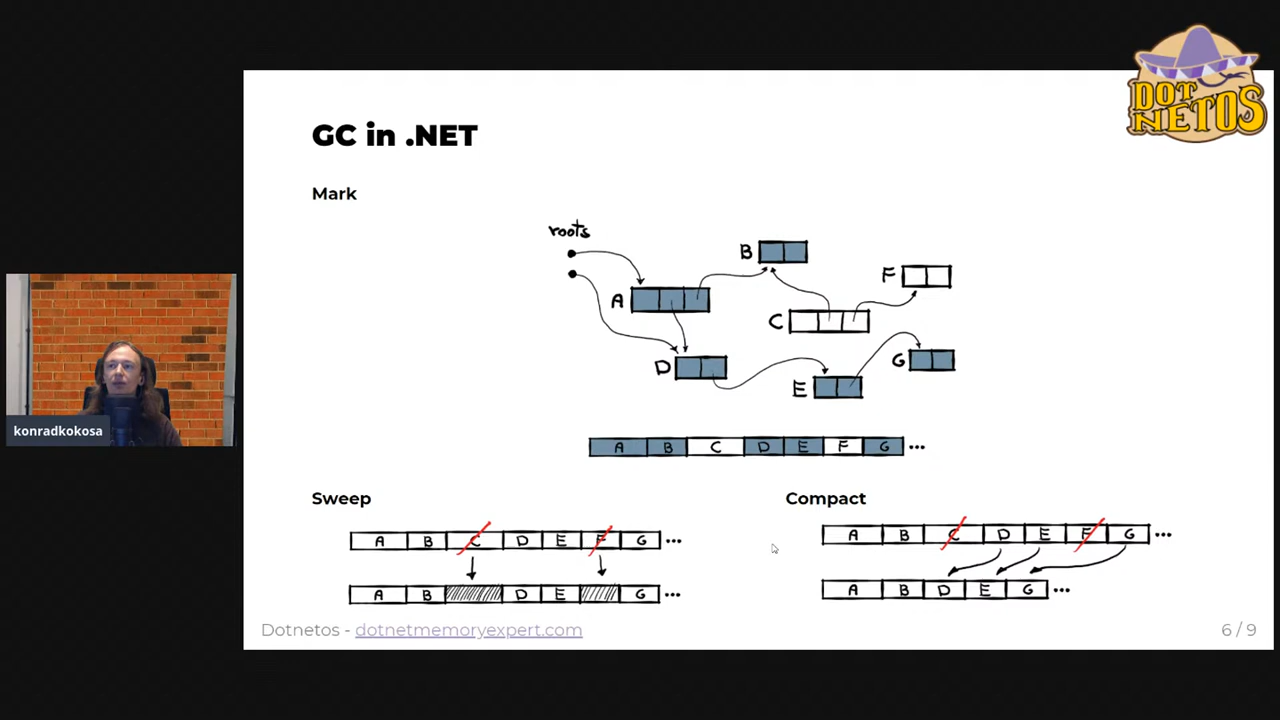 DOT
NETOS
GC in .NET
Mark
roots
B
F
A
C
D
E
G
A B C D E F G ...
Sweep
Compact
A B C D E F G ...
A B C D E F G ...
A B D E G ...
A B D E G ...
konradkokosa
Dotnetos - dotnetmemoryexpert.com
6 / 9